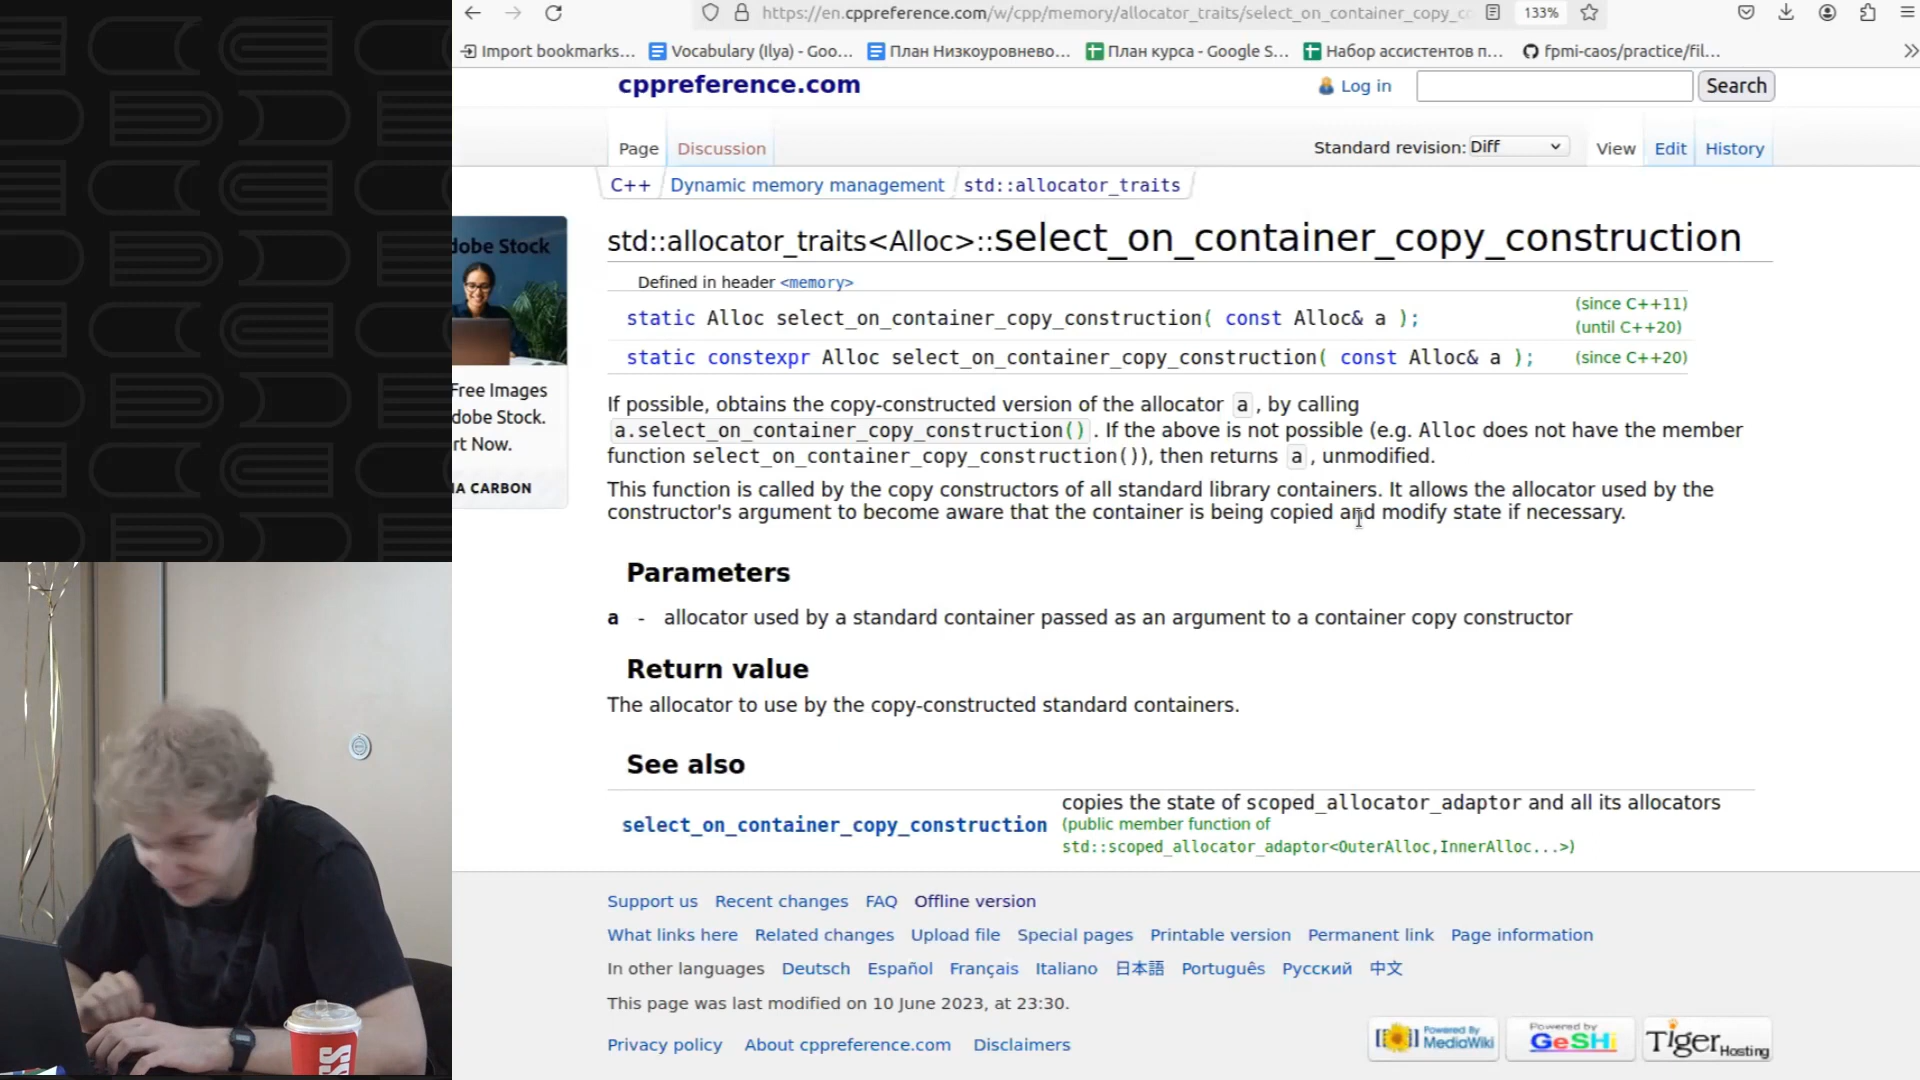 https://en.cppreference.com/w/cpp/memory/allocator_traits/select_on_container_copy_co
133%
Import bookmarks...
Vocabulary (Ilya) - Goo...
План Низкоуровнево...
План курса - Google S...
Набор ассистентов п...
fpmi-caos/practice/fil...
cppreference.com
Log in
Search
Page
Discussion
Standard revision: Diff
View
Edit
History
C++
Dynamic memory management
std::allocator_traits
dobe Stock
Free Images
dobe Stock.
rt Now.
IA CARBON
std::allocator_traits<Alloc>::select_on_container_copy_construction
Defined in header <memory>
static Alloc select_on_container_copy_construction( const Alloc& a );
(since C++11)
(until C++20)
static constexpr Alloc select_on_container_copy_construction( const Alloc& a );
(since C++20)
If possible, obtains the copy-constructed version of the allocator a, by calling
a.select_on_container_copy_construction(). If the above is not possible (e.g. Alloc does not have the member
function select_on_container_copy_construction()), then returns a, unmodified.
This function is called by the copy constructors of all standard library containers. It allows the allocator used by the
constructor's argument to become aware that the container is being copied and modify state if necessary.
Parameters
a - allocator used by a standard container passed as an argument to a container copy constructor
Return value
The allocator to use by the copy-constructed standard containers.
See also
select_on_container_copy_construction
copies the state of scoped_allocator_adaptor and all its allocators
(public member function of
std::scoped_allocator_adaptor<OuterAlloc,InnerAlloc...>)
Support us
Recent changes
FAQ
Offline version
What links here
Related changes
Upload file
Special pages
Printable version
Permanent link
Page information
In other languages
Deutsch
Español
Français
Italiano
日本語
Português
Русский
中文
This page was last modified on 10 June 2023, at 23:30.
Privacy policy
About cppreference.com
Disclaimers
Powered By
MediaWiki
Powered by
GeSHi
Tiger Hosting